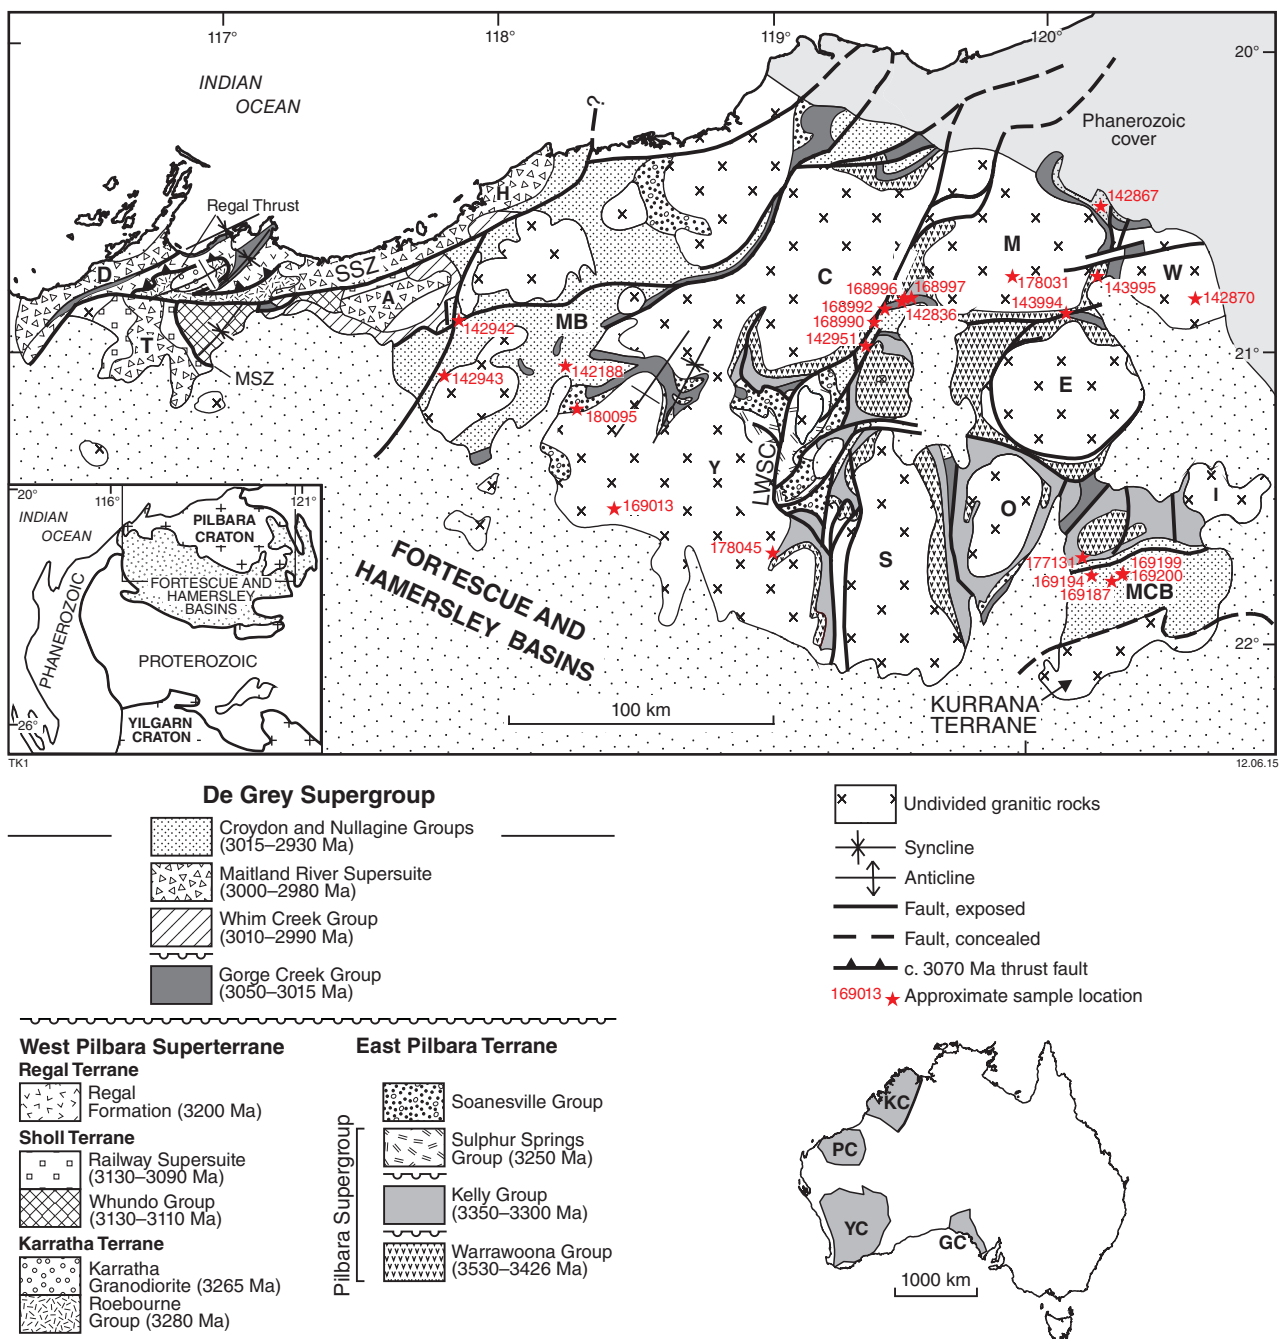 117°
118°
119°
120°
20°
INDIAN
OCEAN
?
Phanerozoic
cover
142867
Regal Thrust
H
D
SSZ
A
M
W
C
178031
168996
168997
143995
142870
168992
142836
143994
168990
142951
142942
MB
T
MSZ
21°
142943
142188
180095
E
Y
LWSC
169013
O
I
178045
S
177131
169199
169194
169200
169187
MCB
FORTESCUE AND
HAMERSLEY BASINS
22°
KURRANA
TERRANE
100 km
20°
116°
121°
INDIAN
OCEAN
PILBARA
CRATON
FORTESCUE AND
HAMERSLEY
BASINS
PHANEROZOIC
PROTEROZOIC
YILGARN
CRATON
26°
TK1
12.06.15
De Grey Supergroup
Croydon and Nullagine Groups
(3015–2930 Ma)
Maitland River Supersuite
(3000–2980 Ma)
Whim Creek Group
(3010–2990 Ma)
Gorge Creek Group
(3050–3015 Ma)
Undivided granitic rocks
Syncline
Anticline
Fault, exposed
Fault, concealed
c. 3070 Ma thrust fault
169013 Approximate sample location
West Pilbara Superterrane
Regal Terrane
Regal
Formation (3200 Ma)
Sholl Terrane
Railway Supersuite
(3130–3090 Ma)
Whundo Group
(3130–3110 Ma)
Karratha Terrane
Karratha
Granodiorite (3265 Ma)
Roebourne
Group (3280 Ma)
East Pilbara Terrane
Soanesville Group
Pilbara Supergroup
Sulphur Springs
Group (3250 Ma)
Kelly Group
(3350–3300 Ma)
Warrawoona Group
(3530–3426 Ma)
KC
PC
YC
GC
1000 km